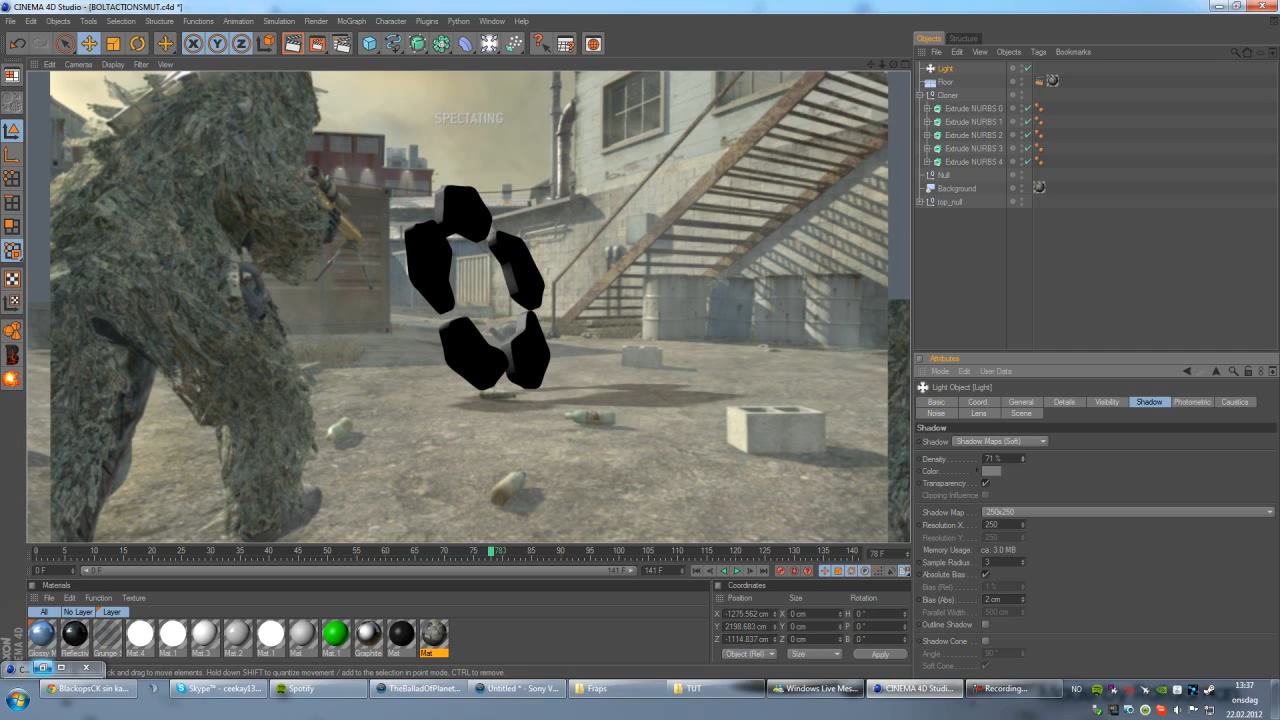 CINEMA 4D Studio - [BOLTACTIONSMUT.c4d *]
File Edit Objects Tools Selection Structure Functions Animation Simulation Render MoGraph Character Plugins Python Window Help
Edit Cameras Display Filter View
SPECTATING
Objects Structure
File Edit View Objects Tags Bookmarks
Light
Floor
Cloner
Extrude NURBS 0
Extrude NURBS 1
Extrude NURBS 2
Extrude NURBS 3
Extrude NURBS 4
Null
Background
top_null
Attributes
Mode Edit User Data
Light Object [Light]
Basic Coord. General Details Visibility Shadow Photometric Caustics
Noise Lens Scene
Shadow
Shadow Shadow Maps (Soft)
Density 71 %
Color
Transparency
Clipping Influence
Shadow Map 250x250
Resolution X 250
Resolution Y 250
Memory Usage: ca. 3.0 MB
Sample Radius 3
Absolute Bias
Bias (Rel) 1 %
Bias (Abs) 2 cm
Parallel Width 500 cm
Outline Shadow
Shadow Cone
Angle 90 °
Soft Cone
0 5 10 15 20 25 30 35 40 45 50 55 60 65 70 75 783 85 90 95 100 105 110 115 120 125 130 135 140 78 F
0 F 0 F 141 F 141 F
Materials
File Edit Function Texture
All No Layer Layer
Glossy M Reflectiv Grunge S Mat.4 Mat.1 Mat.3 Mat.2 Mat.1 Mat Mat.1 Graphite Mat Mat
Coordinates
Position Size Rotation
X -1275.562 cm X 0 cm H 0 °
Y 2198.683 cm Y 0 cm P 0 °
Z -1114.837 cm Z 0 cm B 0 °
Object (Rel) Size Apply
MAXON CINEMA 4D
C...
ck and drag to move elements. Hold down SHIFT to quantize movement / add to the selection in point mode, CTRL to remove.
BlackopsCK sin ka... Skype™ - ceekay13... Spotify TheBalladOfPlanet... Untitled * - Sony V... Fraps TUT Windows Live Mes... CINEMA 4D Studi... Recording... NO
13:37
onsdag
22.02.2012